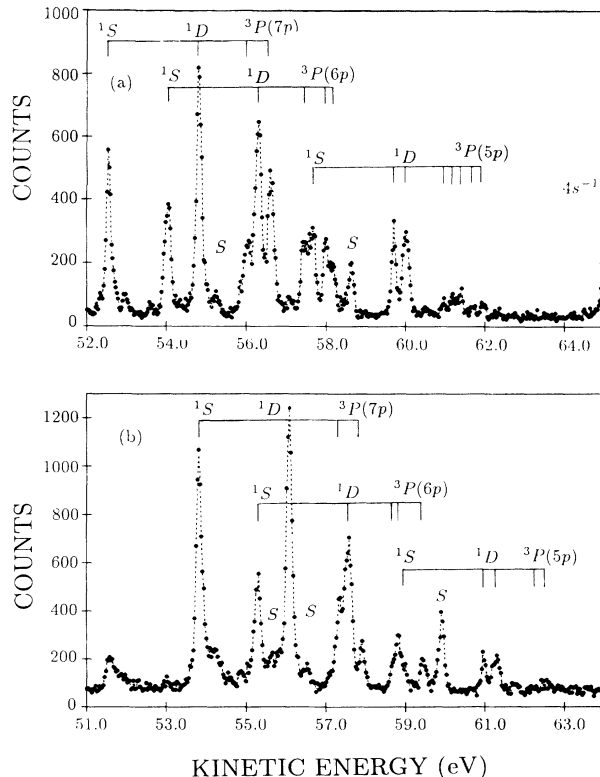 1000
800
600
400
200
0
COUNTS
(a)
¹S ¹D ³P(7p)
¹S ¹D ³P(6p)
¹S ¹D ³P(5p)
4s⁻¹
S S
52.0 54.0 56.0 58.0 60.0 62.0 64.0
1200
1000
800
600
400
200
0
COUNTS
(b)
¹S ¹D ³P(7p)
¹S ¹D ³P(6p)
¹S ¹D ³P(5p)
S S S
51.0 53.0 55.0 57.0 59.0 61.0 63.0
KINETIC ENERGY (eV)